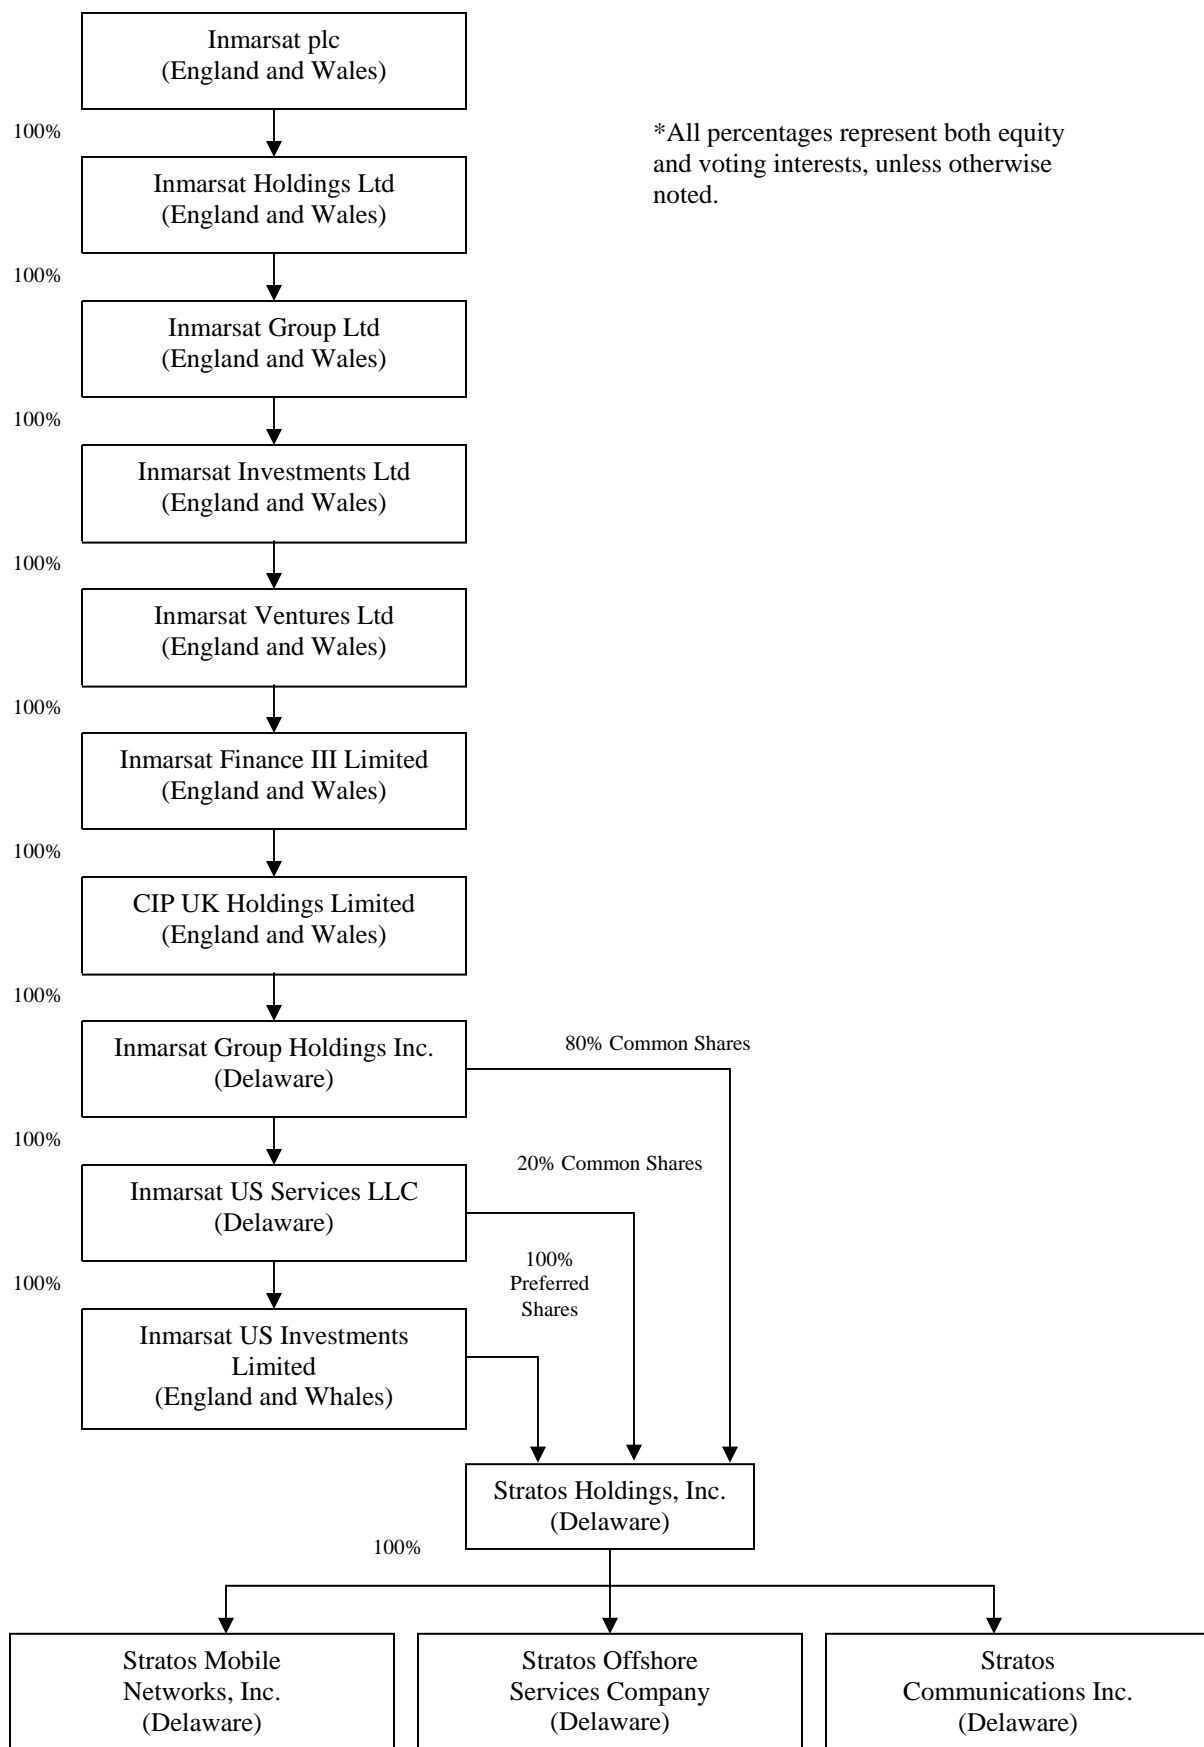 Inmarsat plc
(England and Wales)
100%
*All percentages represent both equity
and voting interests, unless otherwise
noted.
Inmarsat Holdings Ltd
(England and Wales)
100%
Inmarsat Group Ltd
(England and Wales)
100%
Inmarsat Investments Ltd
(England and Wales)
100%
Inmarsat Ventures Ltd
(England and Wales)
100%
Inmarsat Finance III Limited
(England and Wales)
100%
CIP UK Holdings Limited
(England and Wales)
100%
Inmarsat Group Holdings Inc.
(Delaware)
80% Common Shares
100%
20% Common Shares
Inmarsat US Services LLC
(Delaware)
100%
100%
Preferred
Shares
Inmarsat US Investments
Limited
(England and Whales)
Stratos Holdings, Inc.
(Delaware)
100%
Stratos Mobile
Networks, Inc.
(Delaware)
Stratos Offshore
Services Company
(Delaware)
Stratos
Communications Inc.
(Delaware)